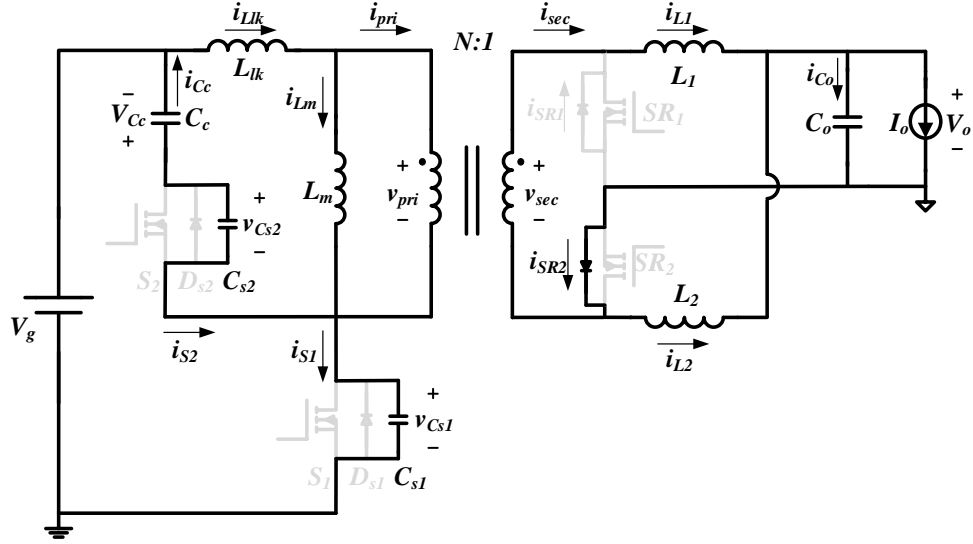 i_Llk i_pri i_sec i_L1
N:1
L_lk L_1
i_Cc i_Lm i_SR1 SR_1 i_Co
V_Cc C_c C_o I_o V_o
− + + −
L_m + v_pri − + v_sec −
+ v_Cs2 −
S_2 D_s2 C_s2 i_SR2 SR_2
L_2
V_g
i_S2 i_S1 i_L2
+ v_Cs1 −
S_1 D_s1 C_s1